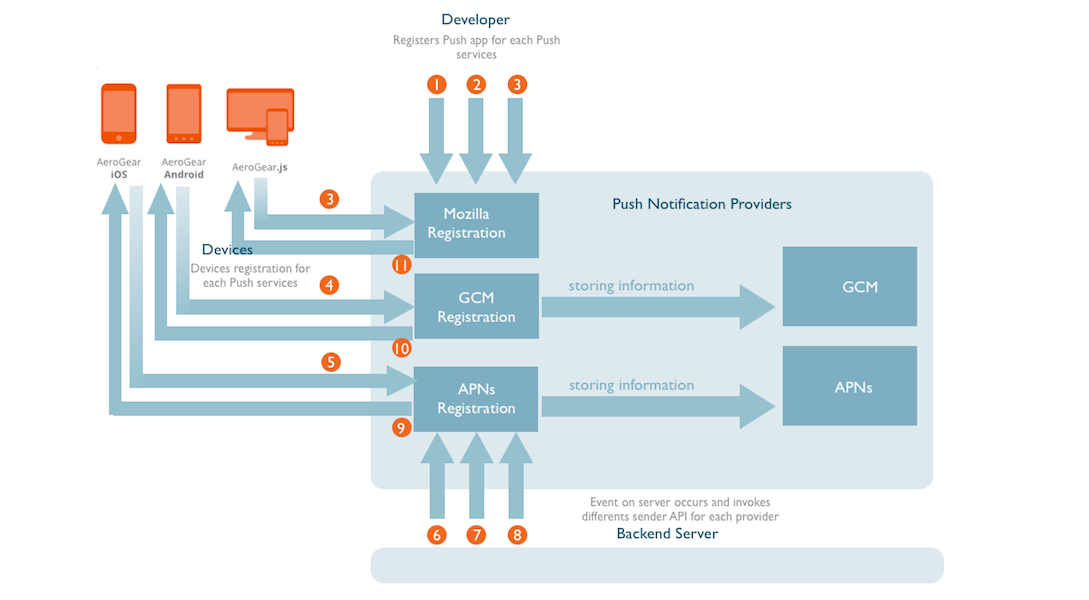 Developer
Registers Push app for each Push
services
1 2 3
AeroGear
iOS
AeroGear
Android
AeroGear.js
3
Mozilla
Registration
Push Notification Providers
Devices
Devices registration for
each Push services
11
4
GCM
Registration
storing information
GCM
10
5
APNs
Registration
storing information
APNs
9
Event on server occurs and invokes
differents sender API for each provider
6 7 8
Backend Server